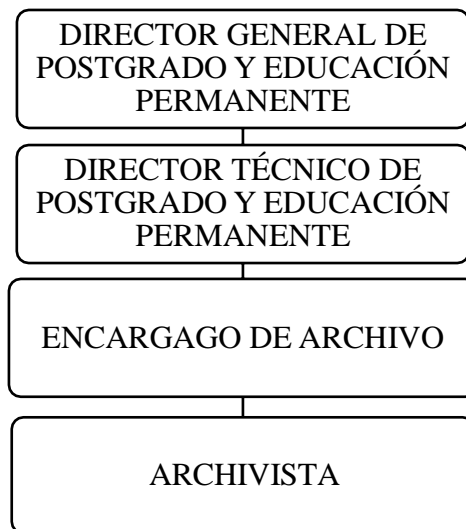 DIRECTOR GENERAL DE
POSTGRADO Y EDUCACIÓN
PERMANENTE
DIRECTOR TÉCNICO DE
POSTGRADO Y EDUCACIÓN
PERMANENTE
ENCARGAGO DE ARCHIVO
ARCHIVISTA